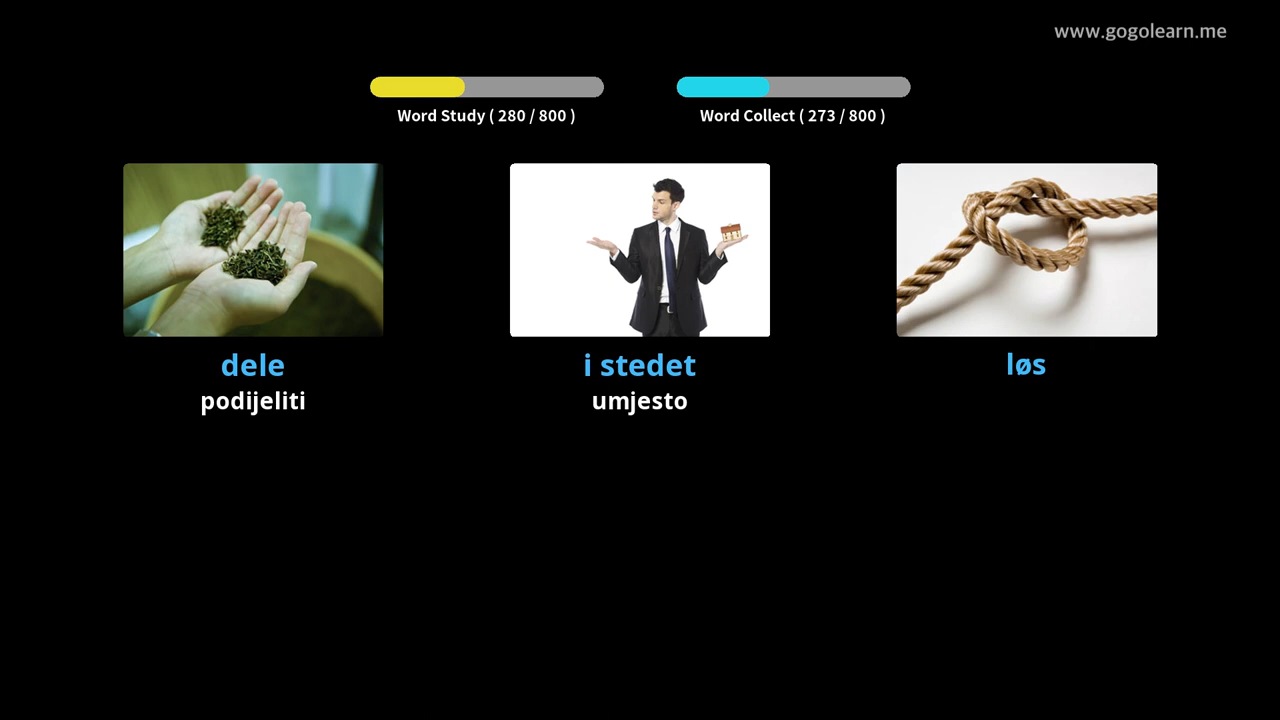 www.gogolearn.me
Word Study ( 280 / 800 )
Word Collect ( 273 / 800 )
dele
podijeliti
i stedet
umjesto
løs